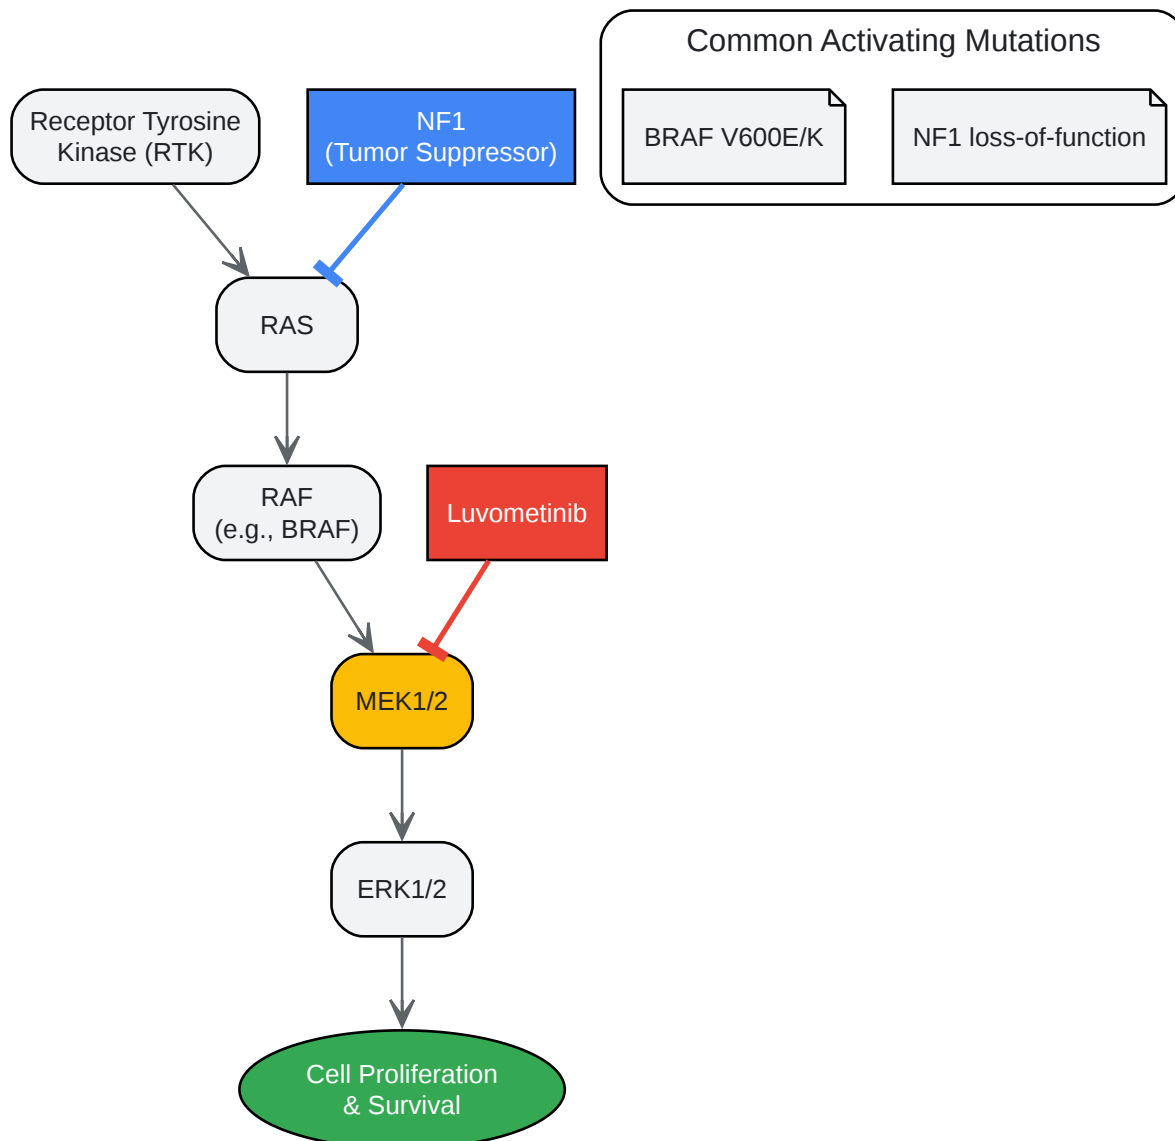 Common Activating Mutations
Receptor Tyrosine
Kinase (RTK)
NF1
(Tumor Suppressor)
BRAF V600E/K
NF1 loss-of-function
RAS
RAF
(e.g., BRAF)
Luvometinib
MEK1/2
ERK1/2
Cell Proliferation
& Survival